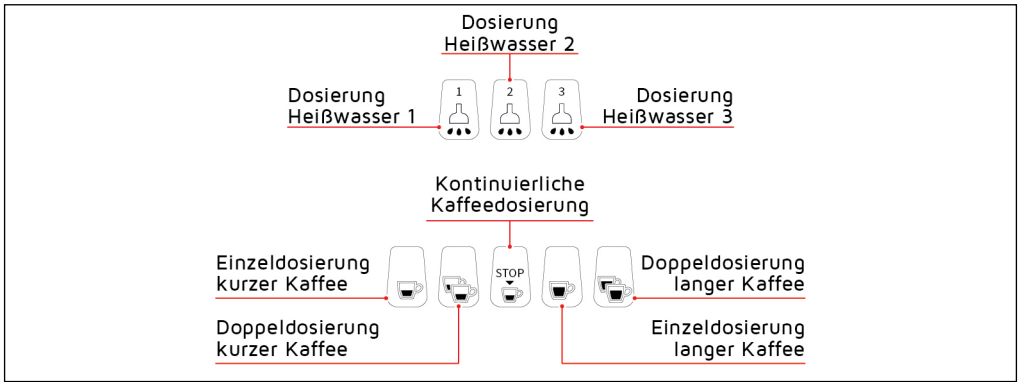 Dosierung
Heißwasser 2
Dosierung
Heißwasser 1
1
2
3
Dosierung
Heißwasser 3
Kontinuierliche
Kaffeedosierung
Einzeldosierung
kurzer Kaffee
STOP
Doppeldosierung
langer Kaffee
Doppeldosierung
kurzer Kaffee
Einzeldosierung
langer Kaffee